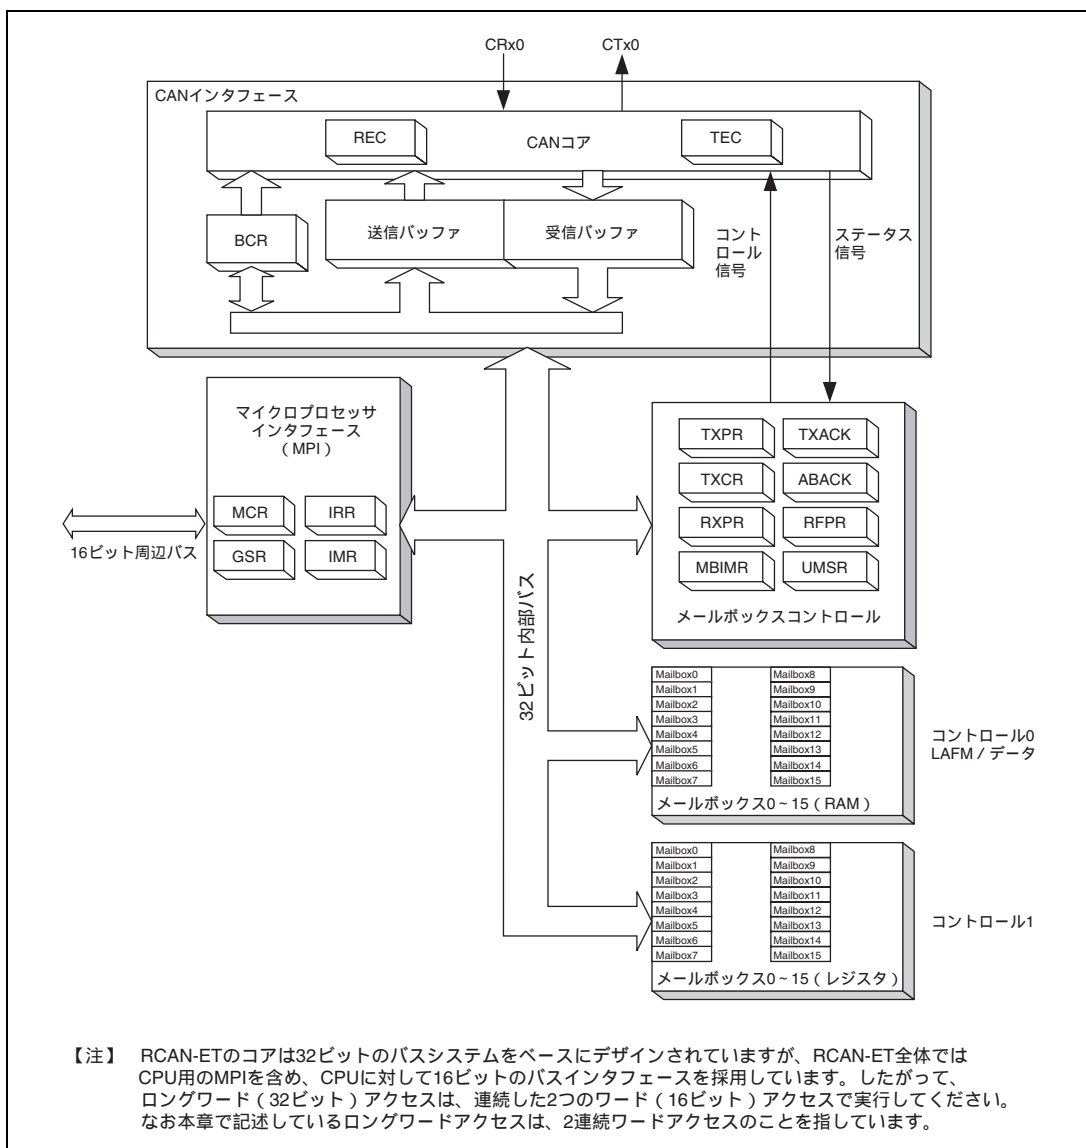 CRx0
CTx0
CANインタフェース
REC
CANコア
TEC
BCR
送信バッファ
受信バッファ
コント
ロール
信号
ステータス
信号
マイクロプロセッサ
インタフェース
（MPI）
MCR
IRR
GSR
IMR
16ビット周辺バス
32ビット内部バス
TXPR
TXACK
TXCR
ABACK
RXPR
RFPR
MBIMR
UMSR
メールボックスコントロール
Mailbox0
Mailbox1
Mailbox2
Mailbox3
Mailbox4
Mailbox5
Mailbox6
Mailbox7
Mailbox8
Mailbox9
Mailbox10
Mailbox11
Mailbox12
Mailbox13
Mailbox14
Mailbox15
メールボックス0~15（RAM）
コントロール0
LAFM / データ
Mailbox0
Mailbox1
Mailbox2
Mailbox3
Mailbox4
Mailbox5
Mailbox6
Mailbox7
Mailbox8
Mailbox9
Mailbox10
Mailbox11
Mailbox12
Mailbox13
Mailbox14
Mailbox15
メールボックス0~15（レジスタ）
コントロール1
【注】 RCAN-ETのコアは32ビットのバスシステムをベースにデザインされていますが、RCAN-ET全体では
CPU用のMPIを含め、CPUに対して16ビットのバスインタフェースを採用しています。したがって、
ロングワード（32ビット）アクセスは、連続した2つのワード（16ビット）アクセスで実行してください。
なお本章で記述しているロングワードアクセスは、2連続ワードアクセスのことを指しています。